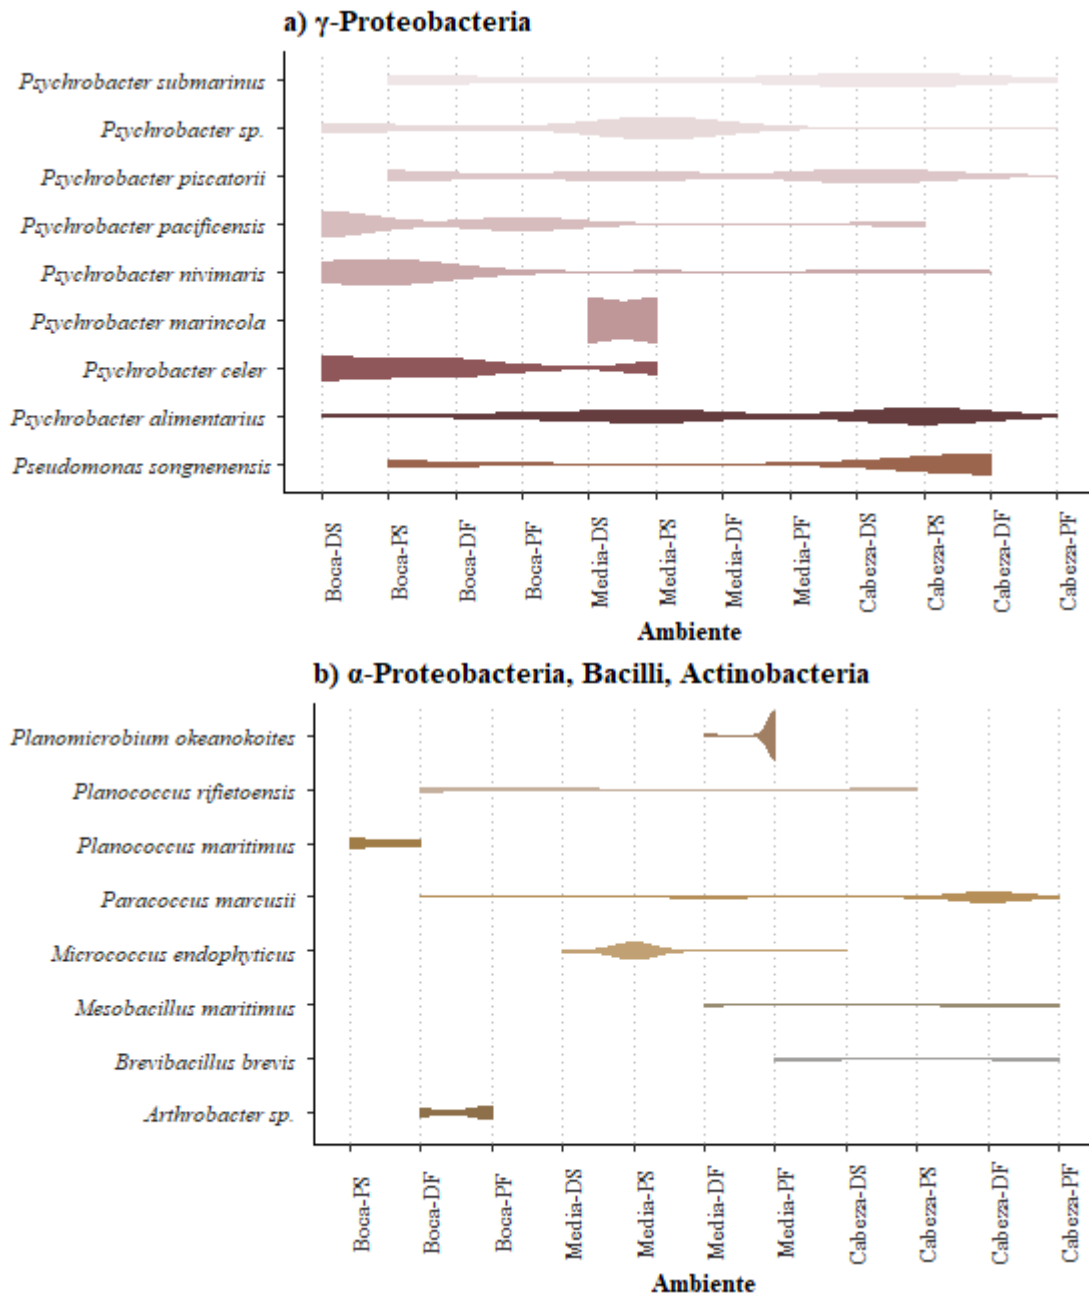 a) γ-Proteobacteria
Psychrobacter submarinus
Psychrobacter sp.
Psychrobacter piscatorii
Psychrobacter pacificensis
Psychrobacter nivimaris
Psychrobacter marincola
Psychrobacter celer
Psychrobacter alimentarius
Pseudomonas songnenensis
Boca-DS
Boca-PS
Boca-DF
Boca-PF
Media-DS
Media-PS
Media-DF
Media-PF
Cabeza-DS
Cabeza-PS
Cabeza-DF
Cabeza-PF
Ambiente
b) α-Proteobacteria, Bacilli, Actinobacteria
Planomicrobium okeanokoites
Planococcus rifietoensis
Planococcus maritimus
Paracoccus marcusii
Micrococcus endophyticus
Mesobacillus maritimus
Brevibacillus brevis
Arthrobacter sp.
Boca-PS
Boca-DF
Boca-PF
Media-DS
Media-PS
Media-DF
Media-PF
Cabeza-DS
Cabeza-PS
Cabeza-DF
Cabeza-PF
Ambiente